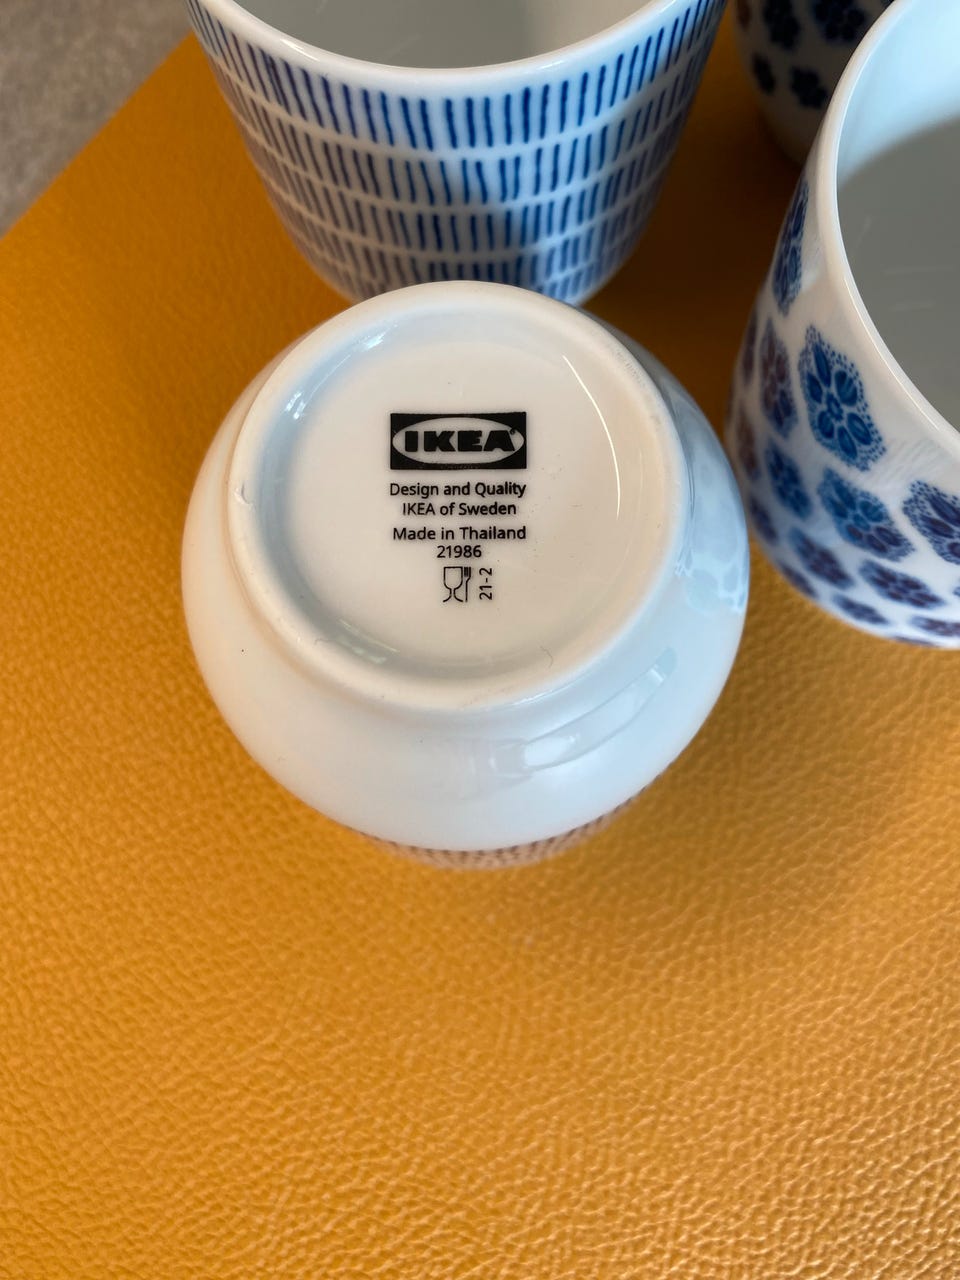 IKEA
Design and Quality
IKEA of Sweden
Made in Thailand
21986
21-2